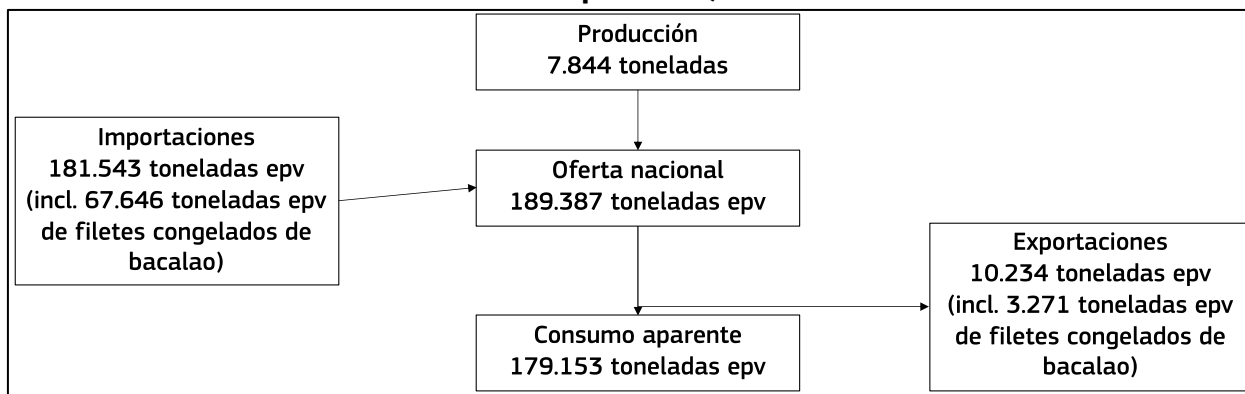 Producción
7.844 toneladas
Importaciones
181.543 toneladas epv
(incl. 67.646 toneladas epv
de filetes congelados de
bacalao)
Oferta nacional
189.387 toneladas epv
Exportaciones
10.234 toneladas epv
(incl. 3.271 toneladas epv
de filetes congelados de
bacalao)
Consumo aparente
179.153 toneladas epv